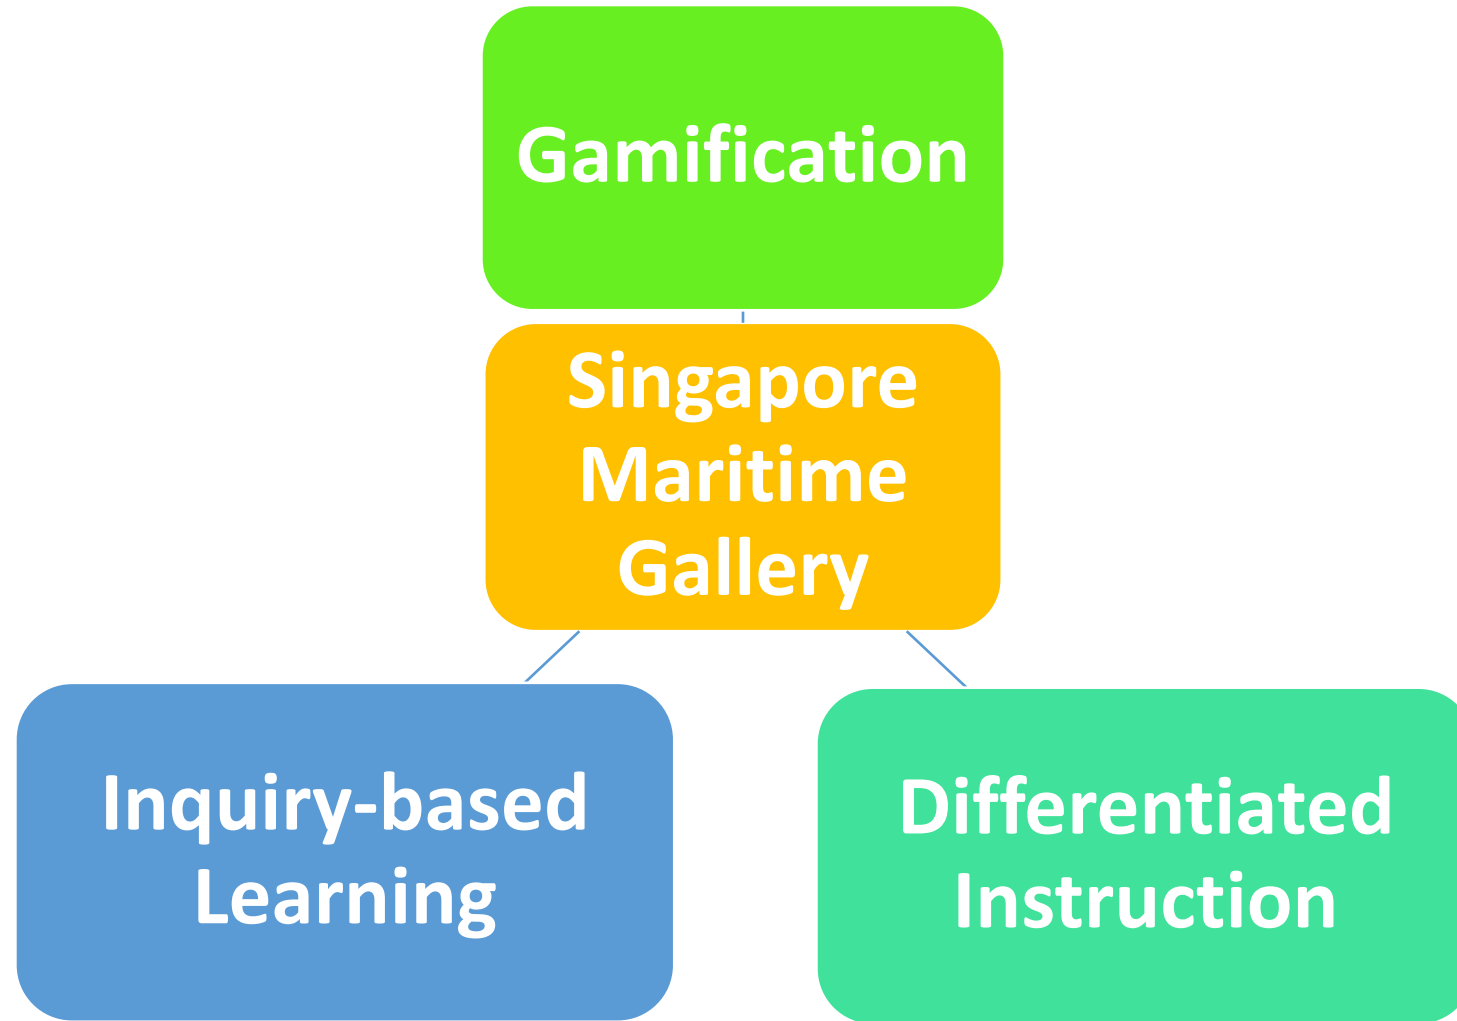 Gamification
Singapore
Maritime
Gallery
Inquiry-based
Learning
Differentiated
Instruction